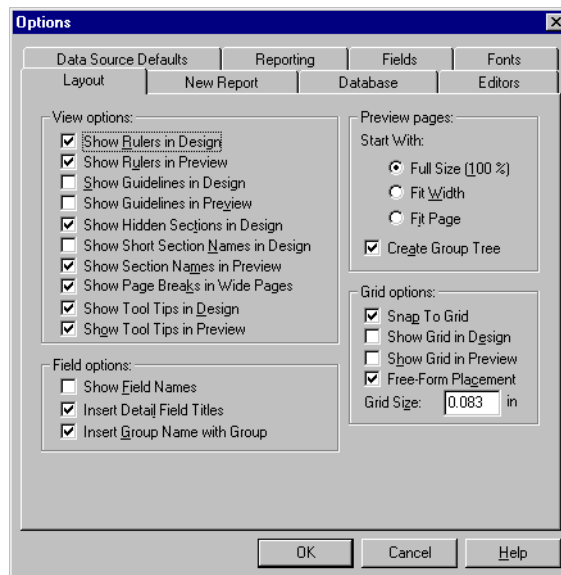 Options
Data Source Defaults
Reporting
Fields
Fonts
Layout
New Report
Database
Editors
View options:
Show Rulers in Design
Show Rulers in Preview
Show Guidelines in Design
Show Guidelines in Preview
Show Hidden Sections in Design
Show Short Section Names in Design
Show Section Names in Preview
Show Page Breaks in Wide Pages
Show Tool Tips in Design
Show Tool Tips in Preview
Field options:
Show Field Names
Insert Detail Field Titles
Insert Group Name with Group
Preview pages:
Start With:
Full Size (100 %)
Fit Width
Fit Page
Create Group Tree
Grid options:
Snap To Grid
Show Grid in Design
Show Grid in Preview
Free-Form Placement
Grid Size: 0.083 in
OK
Cancel
Help